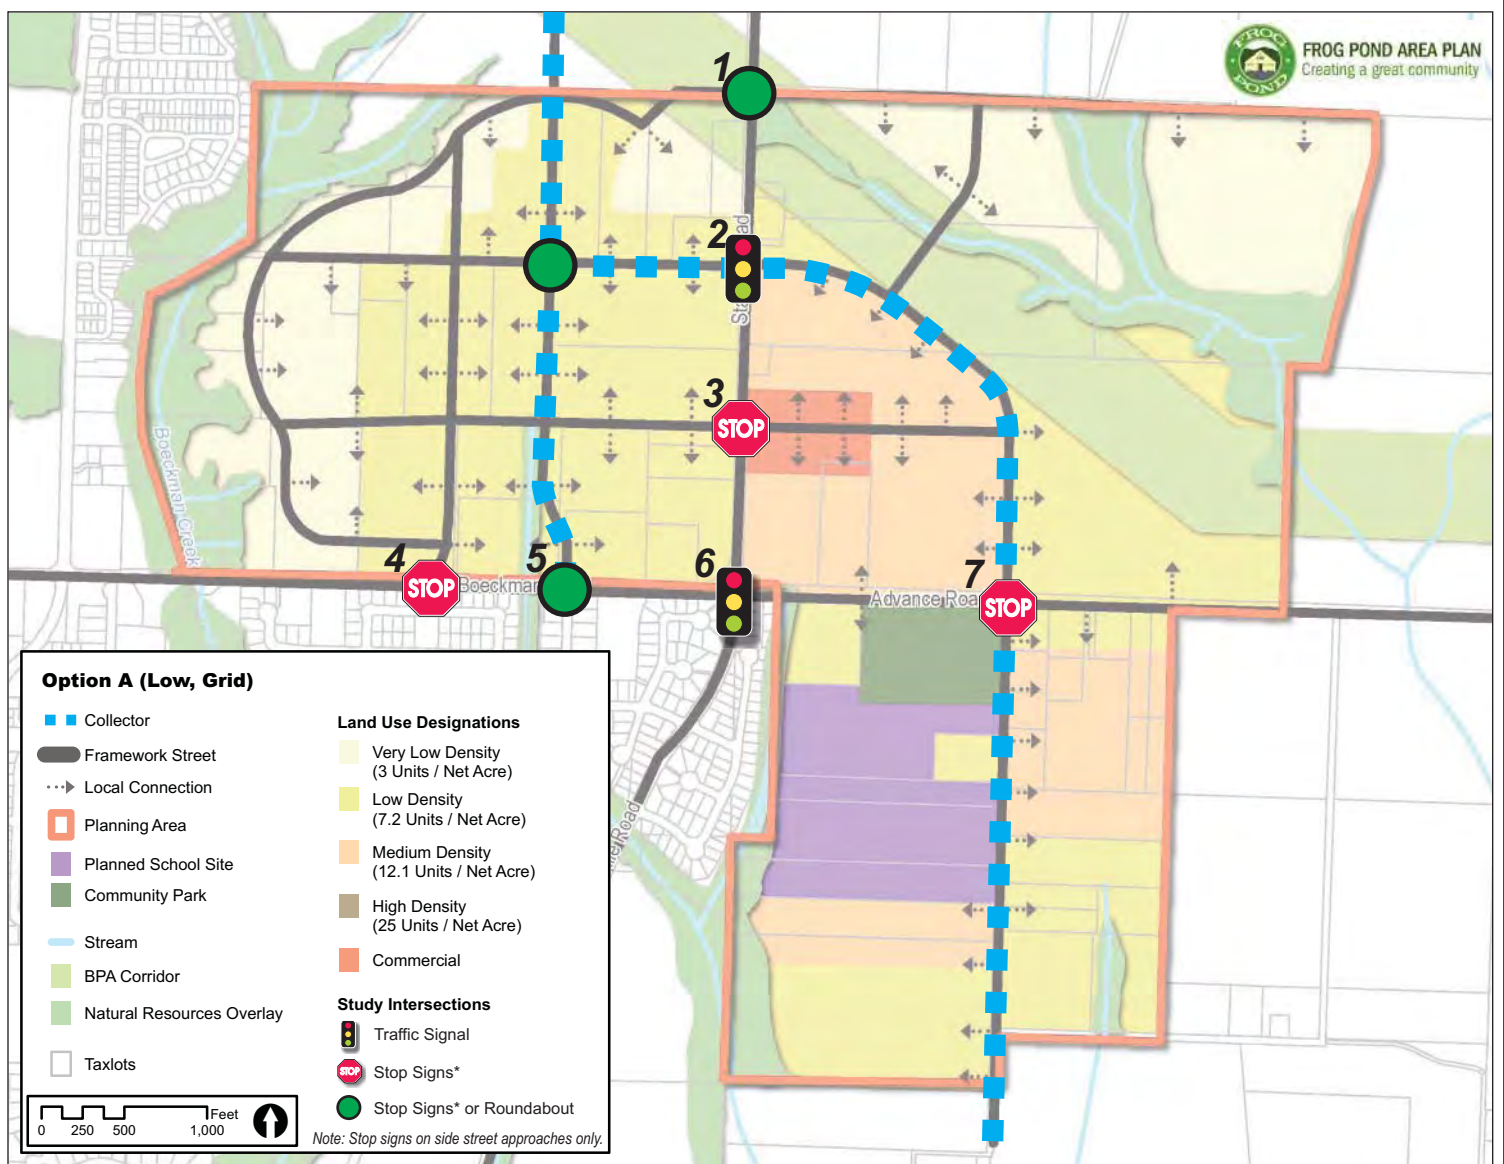 FROG
POND
FROG POND AREA PLAN
Creating a great community
1
2
3
STOP
4
STOP
Boeckman
5
6
7
STOP
Advance Roa
Boeckman Creek
Road
Option A (Low, Grid)
Collector
Framework Street
Local Connection
Planning Area
Planned School Site
Community Park
Stream
BPA Corridor
Natural Resources Overlay
Taxlots
Land Use Designations
Very Low Density
(3 Units / Net Acre)
Low Density
(7.2 Units / Net Acre)
Medium Density
(12.1 Units / Net Acre)
High Density
(25 Units / Net Acre)
Commercial
Study Intersections
Traffic Signal
STOP
Stop Signs*
Stop Signs* or Roundabout
Note: Stop signs on side street approaches only.
Feet
0 250 500 1,000